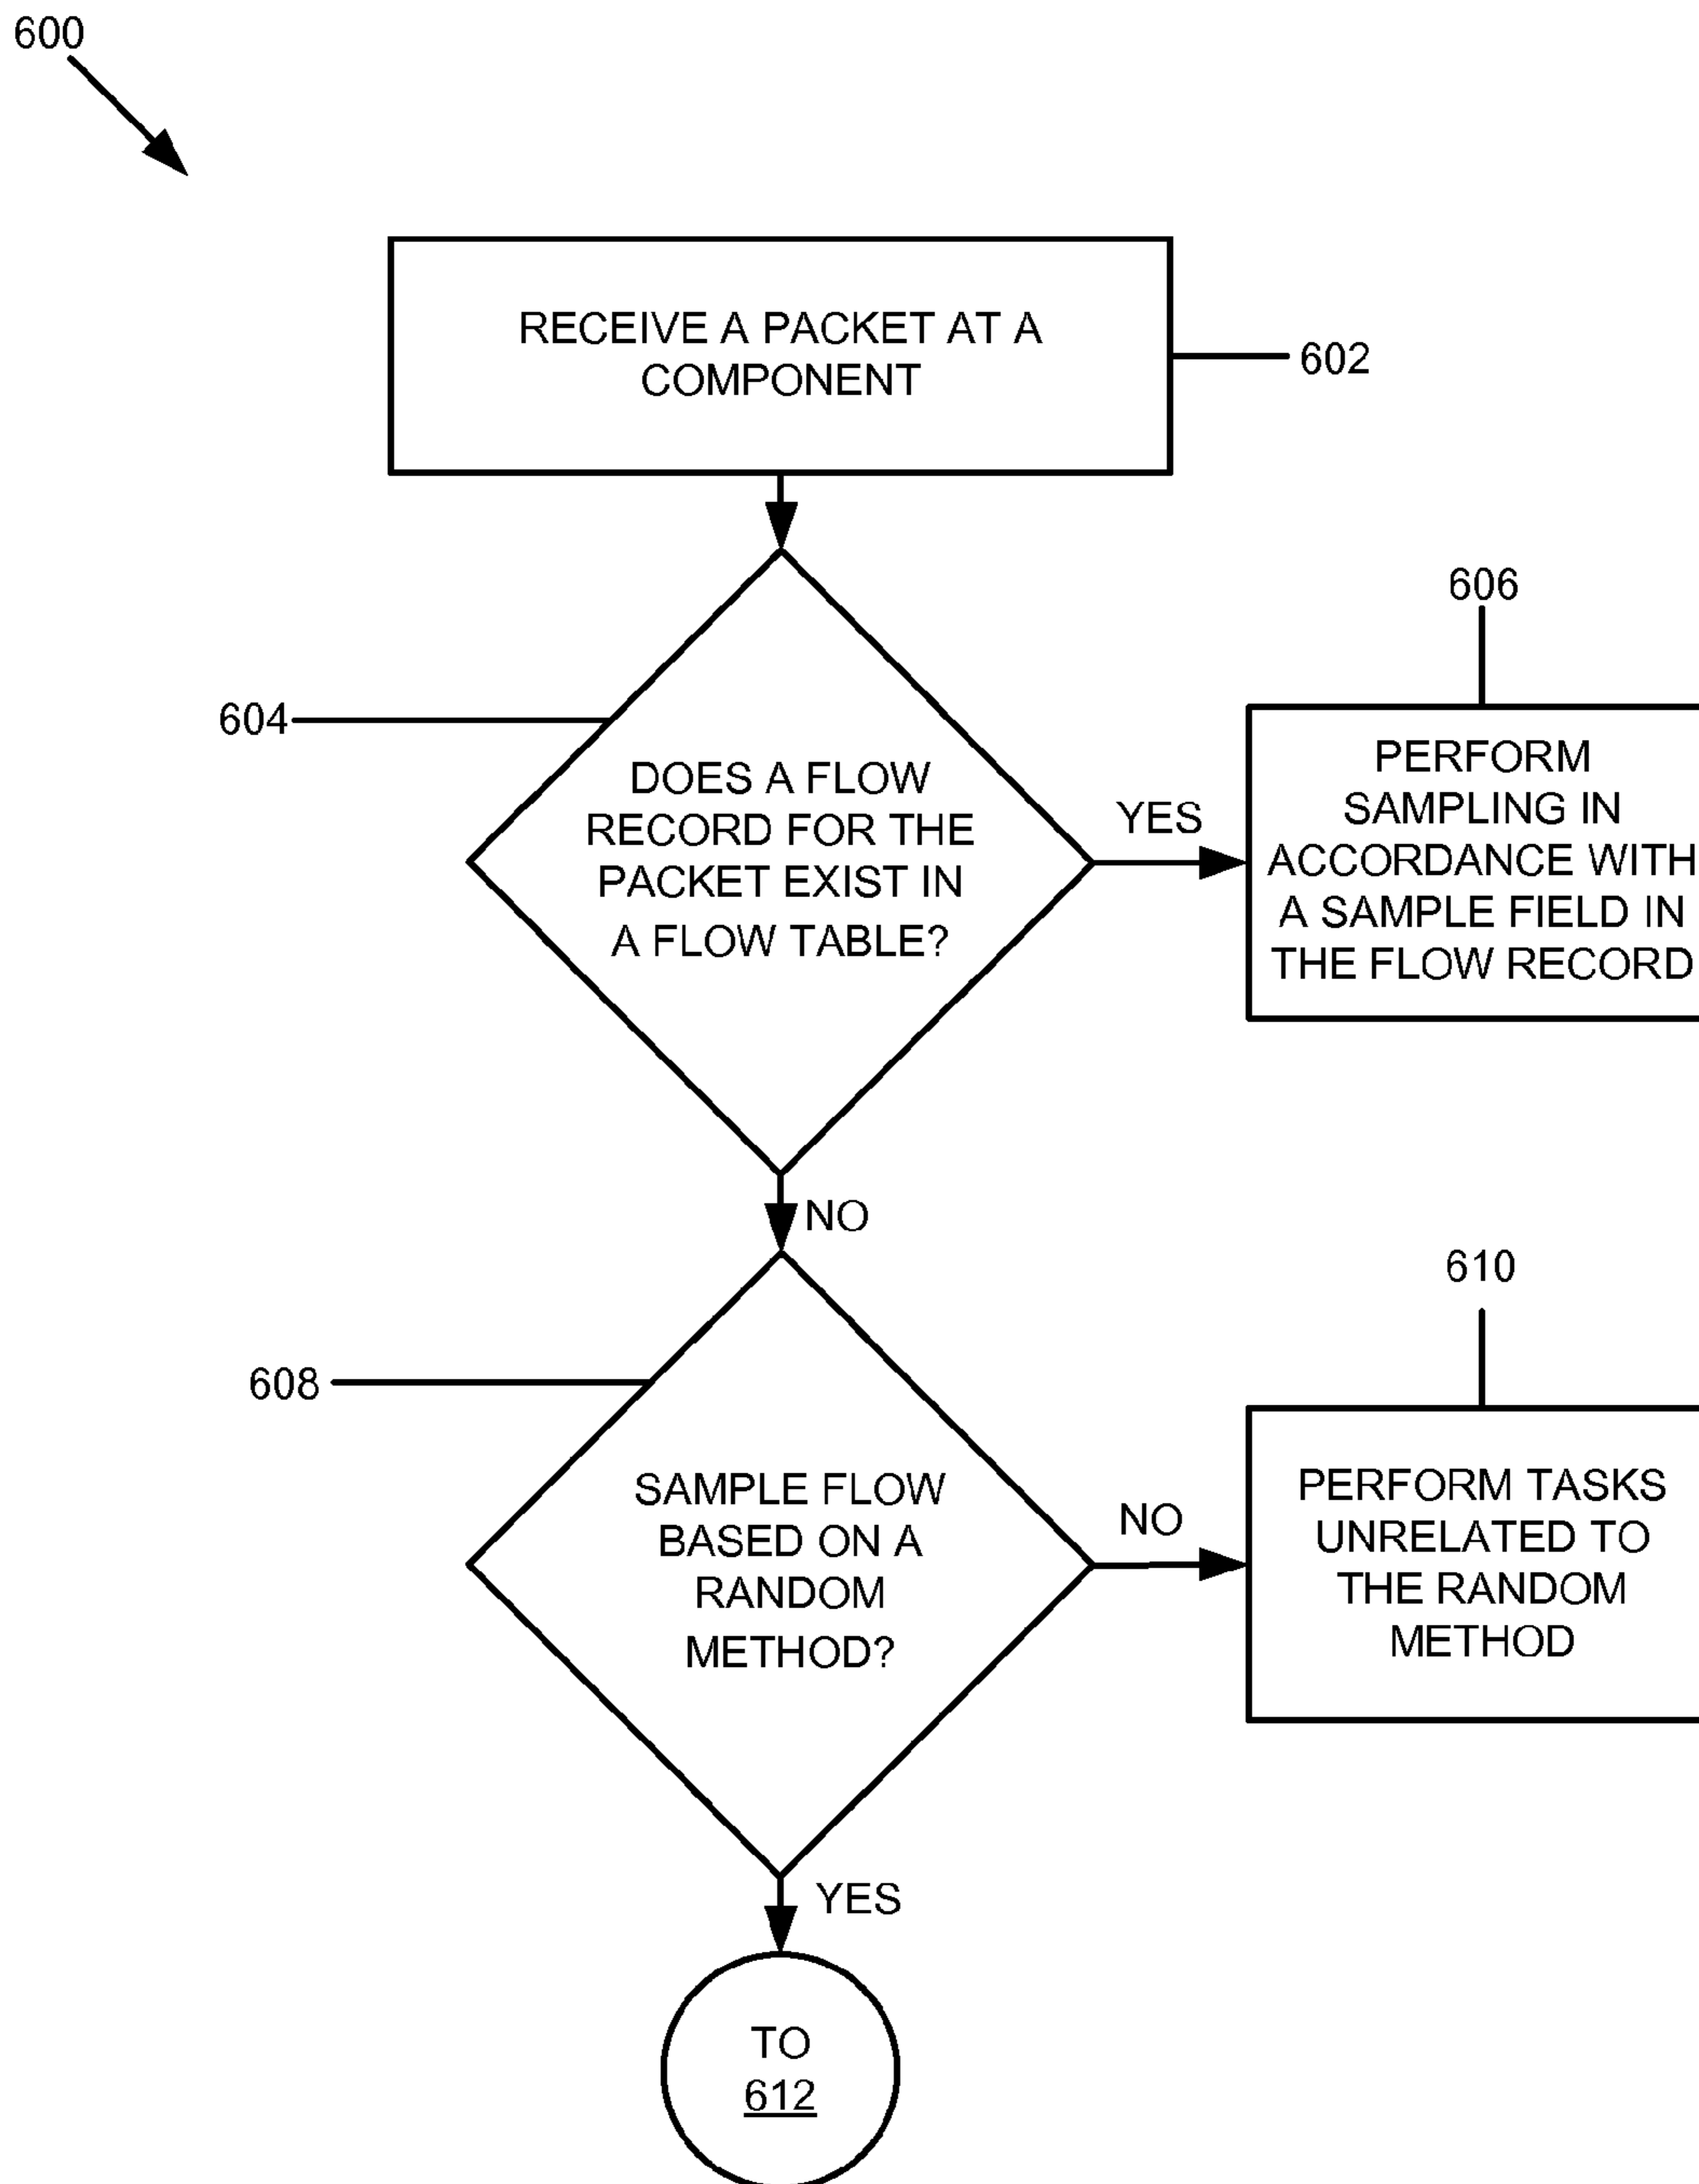 600
RECEIVE A PACKET AT A
COMPONENT
602
606
604
DOES A FLOW
RECORD FOR THE
PACKET EXIST IN
A FLOW TABLE?
YES
PERFORM
SAMPLING IN
ACCORDANCE WITH
A SAMPLE FIELD IN
THE FLOW RECORD
NO
610
608
SAMPLE FLOW
BASED ON A
RANDOM
METHOD?
NO
PERFORM TASKS
UNRELATED TO
THE RANDOM
METHOD
YES
TO
612